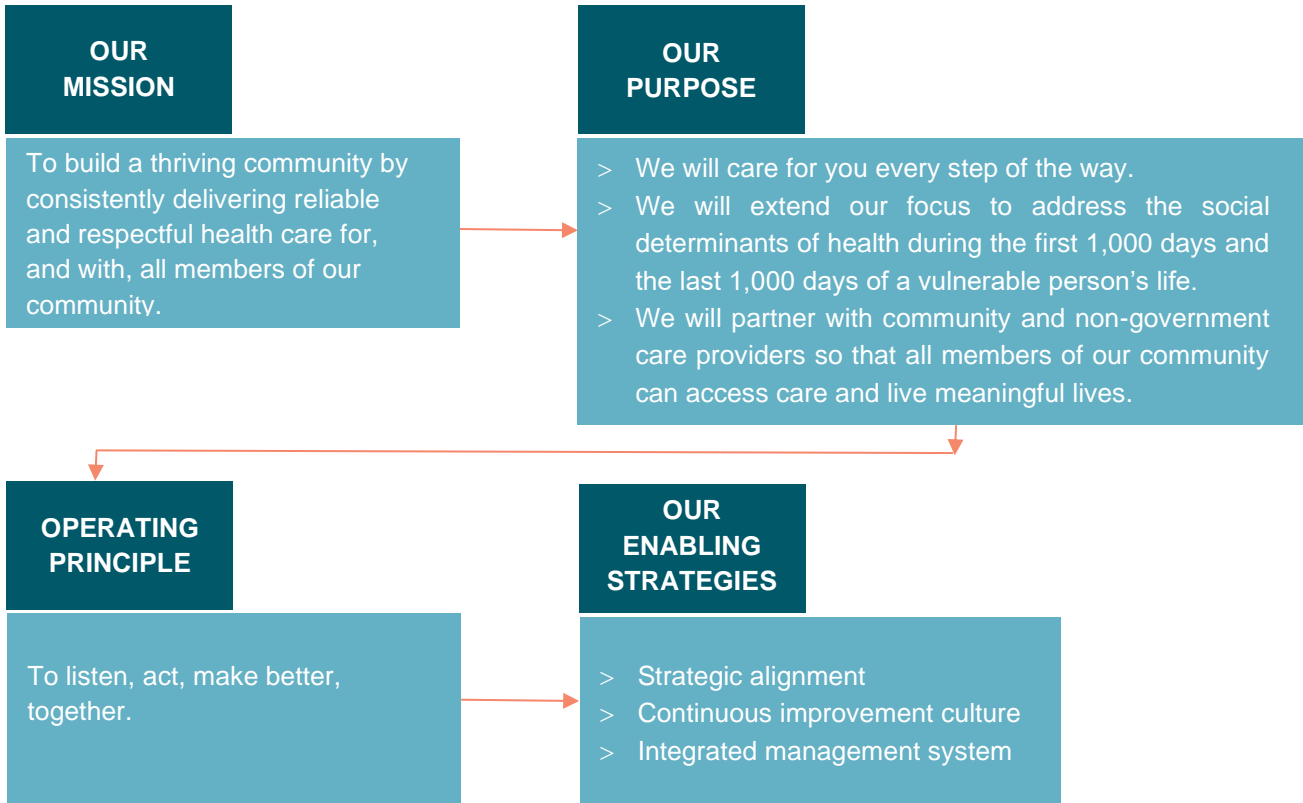 OUR
MISSION
To build a thriving community by
consistently delivering reliable
and respectful health care for,
and with, all members of our
community.
OUR
PURPOSE
> We will care for you every step of the way.
> We will extend our focus to address the social
determinants of health during the first 1,000 days and
the last 1,000 days of a vulnerable person’s life.
> We will partner with community and non-government
care providers so that all members of our community
can access care and live meaningful lives.
OPERATING
PRINCIPLE
To listen, act, make better,
together.
OUR
ENABLING
STRATEGIES
> Strategic alignment
> Continuous improvement culture
> Integrated management system